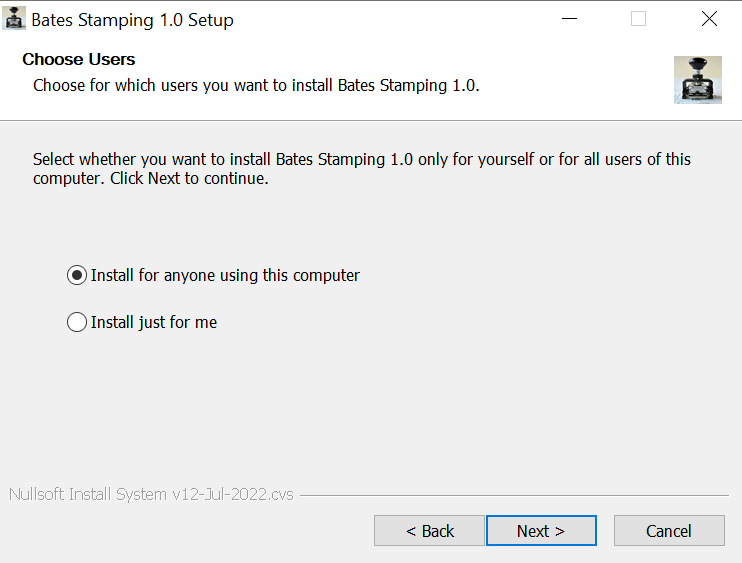 Bates Stamping 1.0 Setup
Choose Users
Choose for which users you want to install Bates Stamping 1.0.
Select whether you want to install Bates Stamping 1.0 only for yourself or for all users of this
computer. Click Next to continue.
Install for anyone using this computer
Install just for me
Nullsoft Install System v12-Jul-2022.cvs
< Back
Next >
Cancel